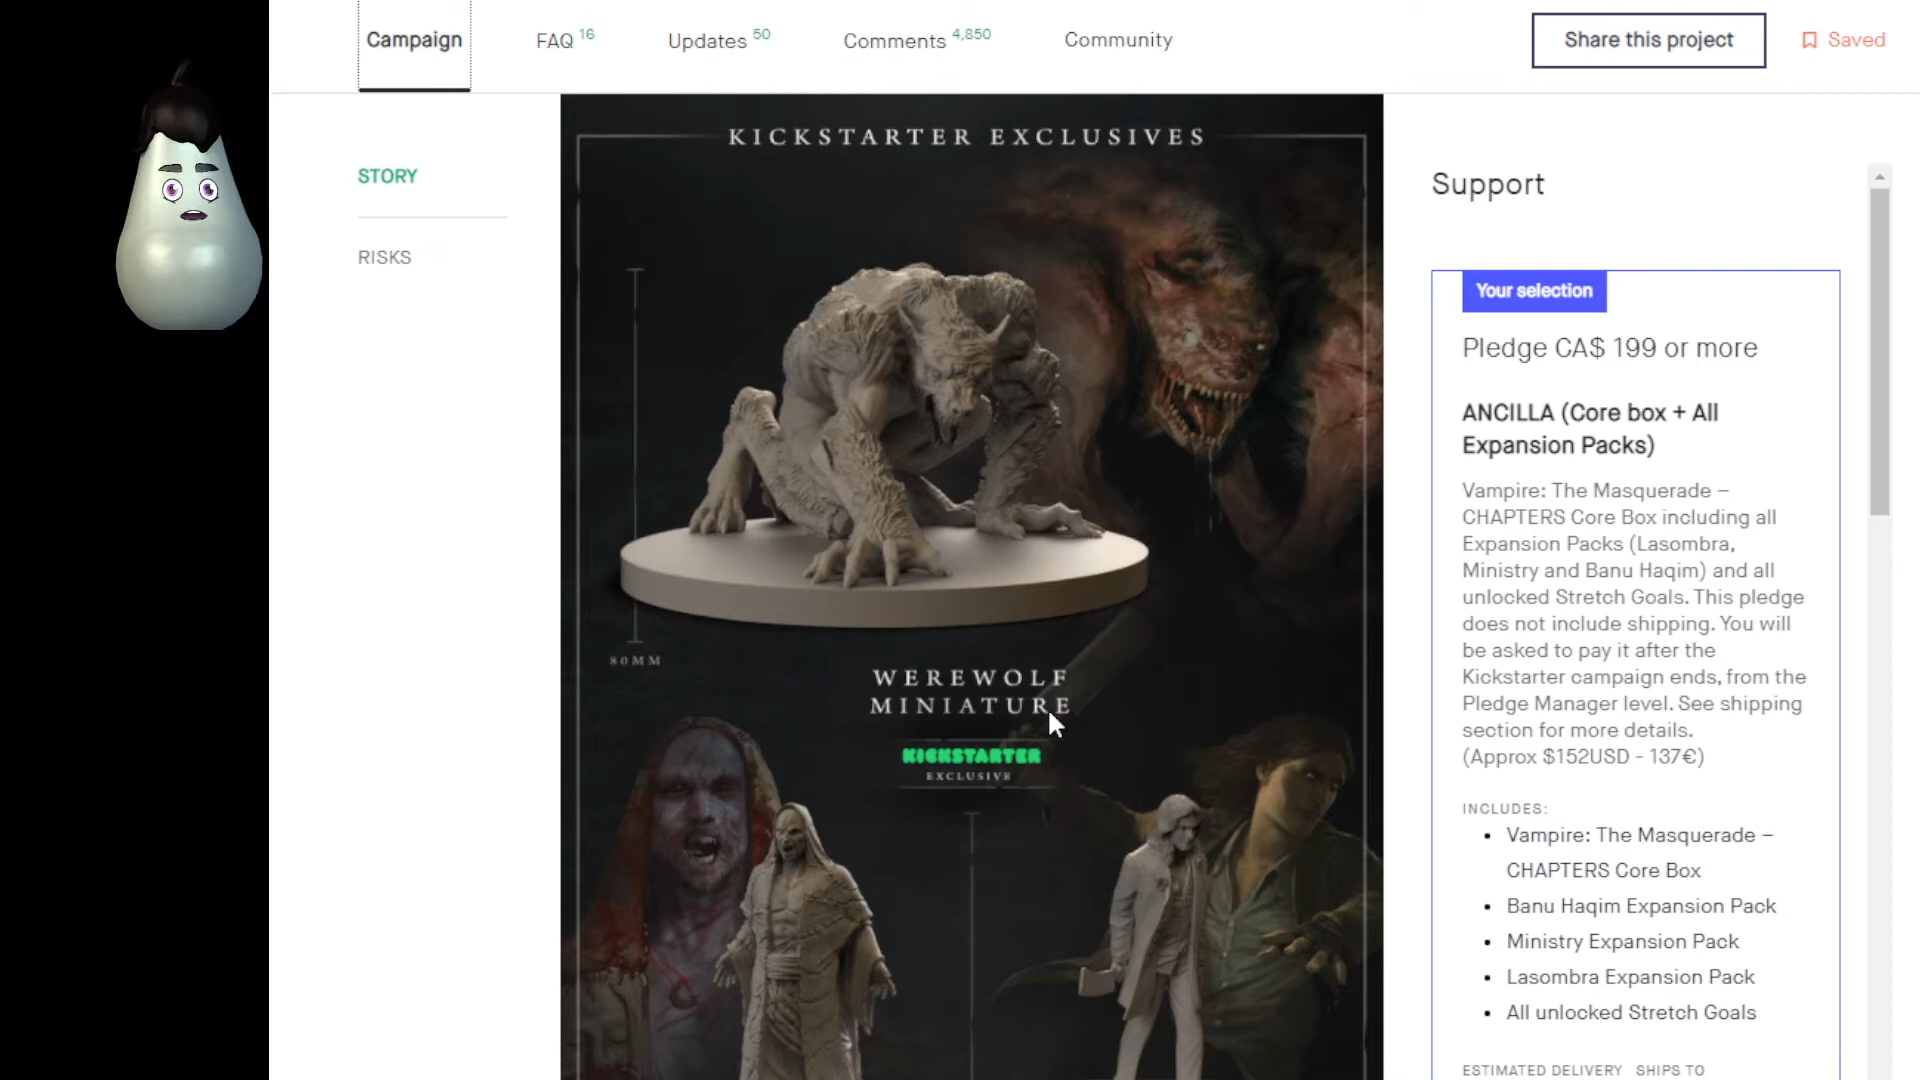 Campaign
FAQ 16
Updates 50
Comments 4,850
Community
Share this project
Saved
STORY
RISKS
KICKSTARTER EXCLUSIVES
80MM
WEREWOLF
MINIATURE
KICKSTARTER
EXCLUSIVE
Support
Your selection
Pledge CA$ 199 or more
ANCILLA (Core box + All
Expansion Packs)
Vampire: The Masquerade –
CHAPTERS Core Box including all
Expansion Packs (Lasombra,
Ministry and Banu Haqim) and all
unlocked Stretch Goals. This pledge
does not include shipping. You will
be asked to pay it after the
Kickstarter campaign ends, from the
Pledge Manager level. See shipping
section for more details.
(Approx $152USD - 137€)
INCLUDES:
• Vampire: The Masquerade –
CHAPTERS Core Box
• Banu Haqim Expansion Pack
• Ministry Expansion Pack
• Lasombra Expansion Pack
• All unlocked Stretch Goals
ESTIMATED DELIVERY SHIPS TO